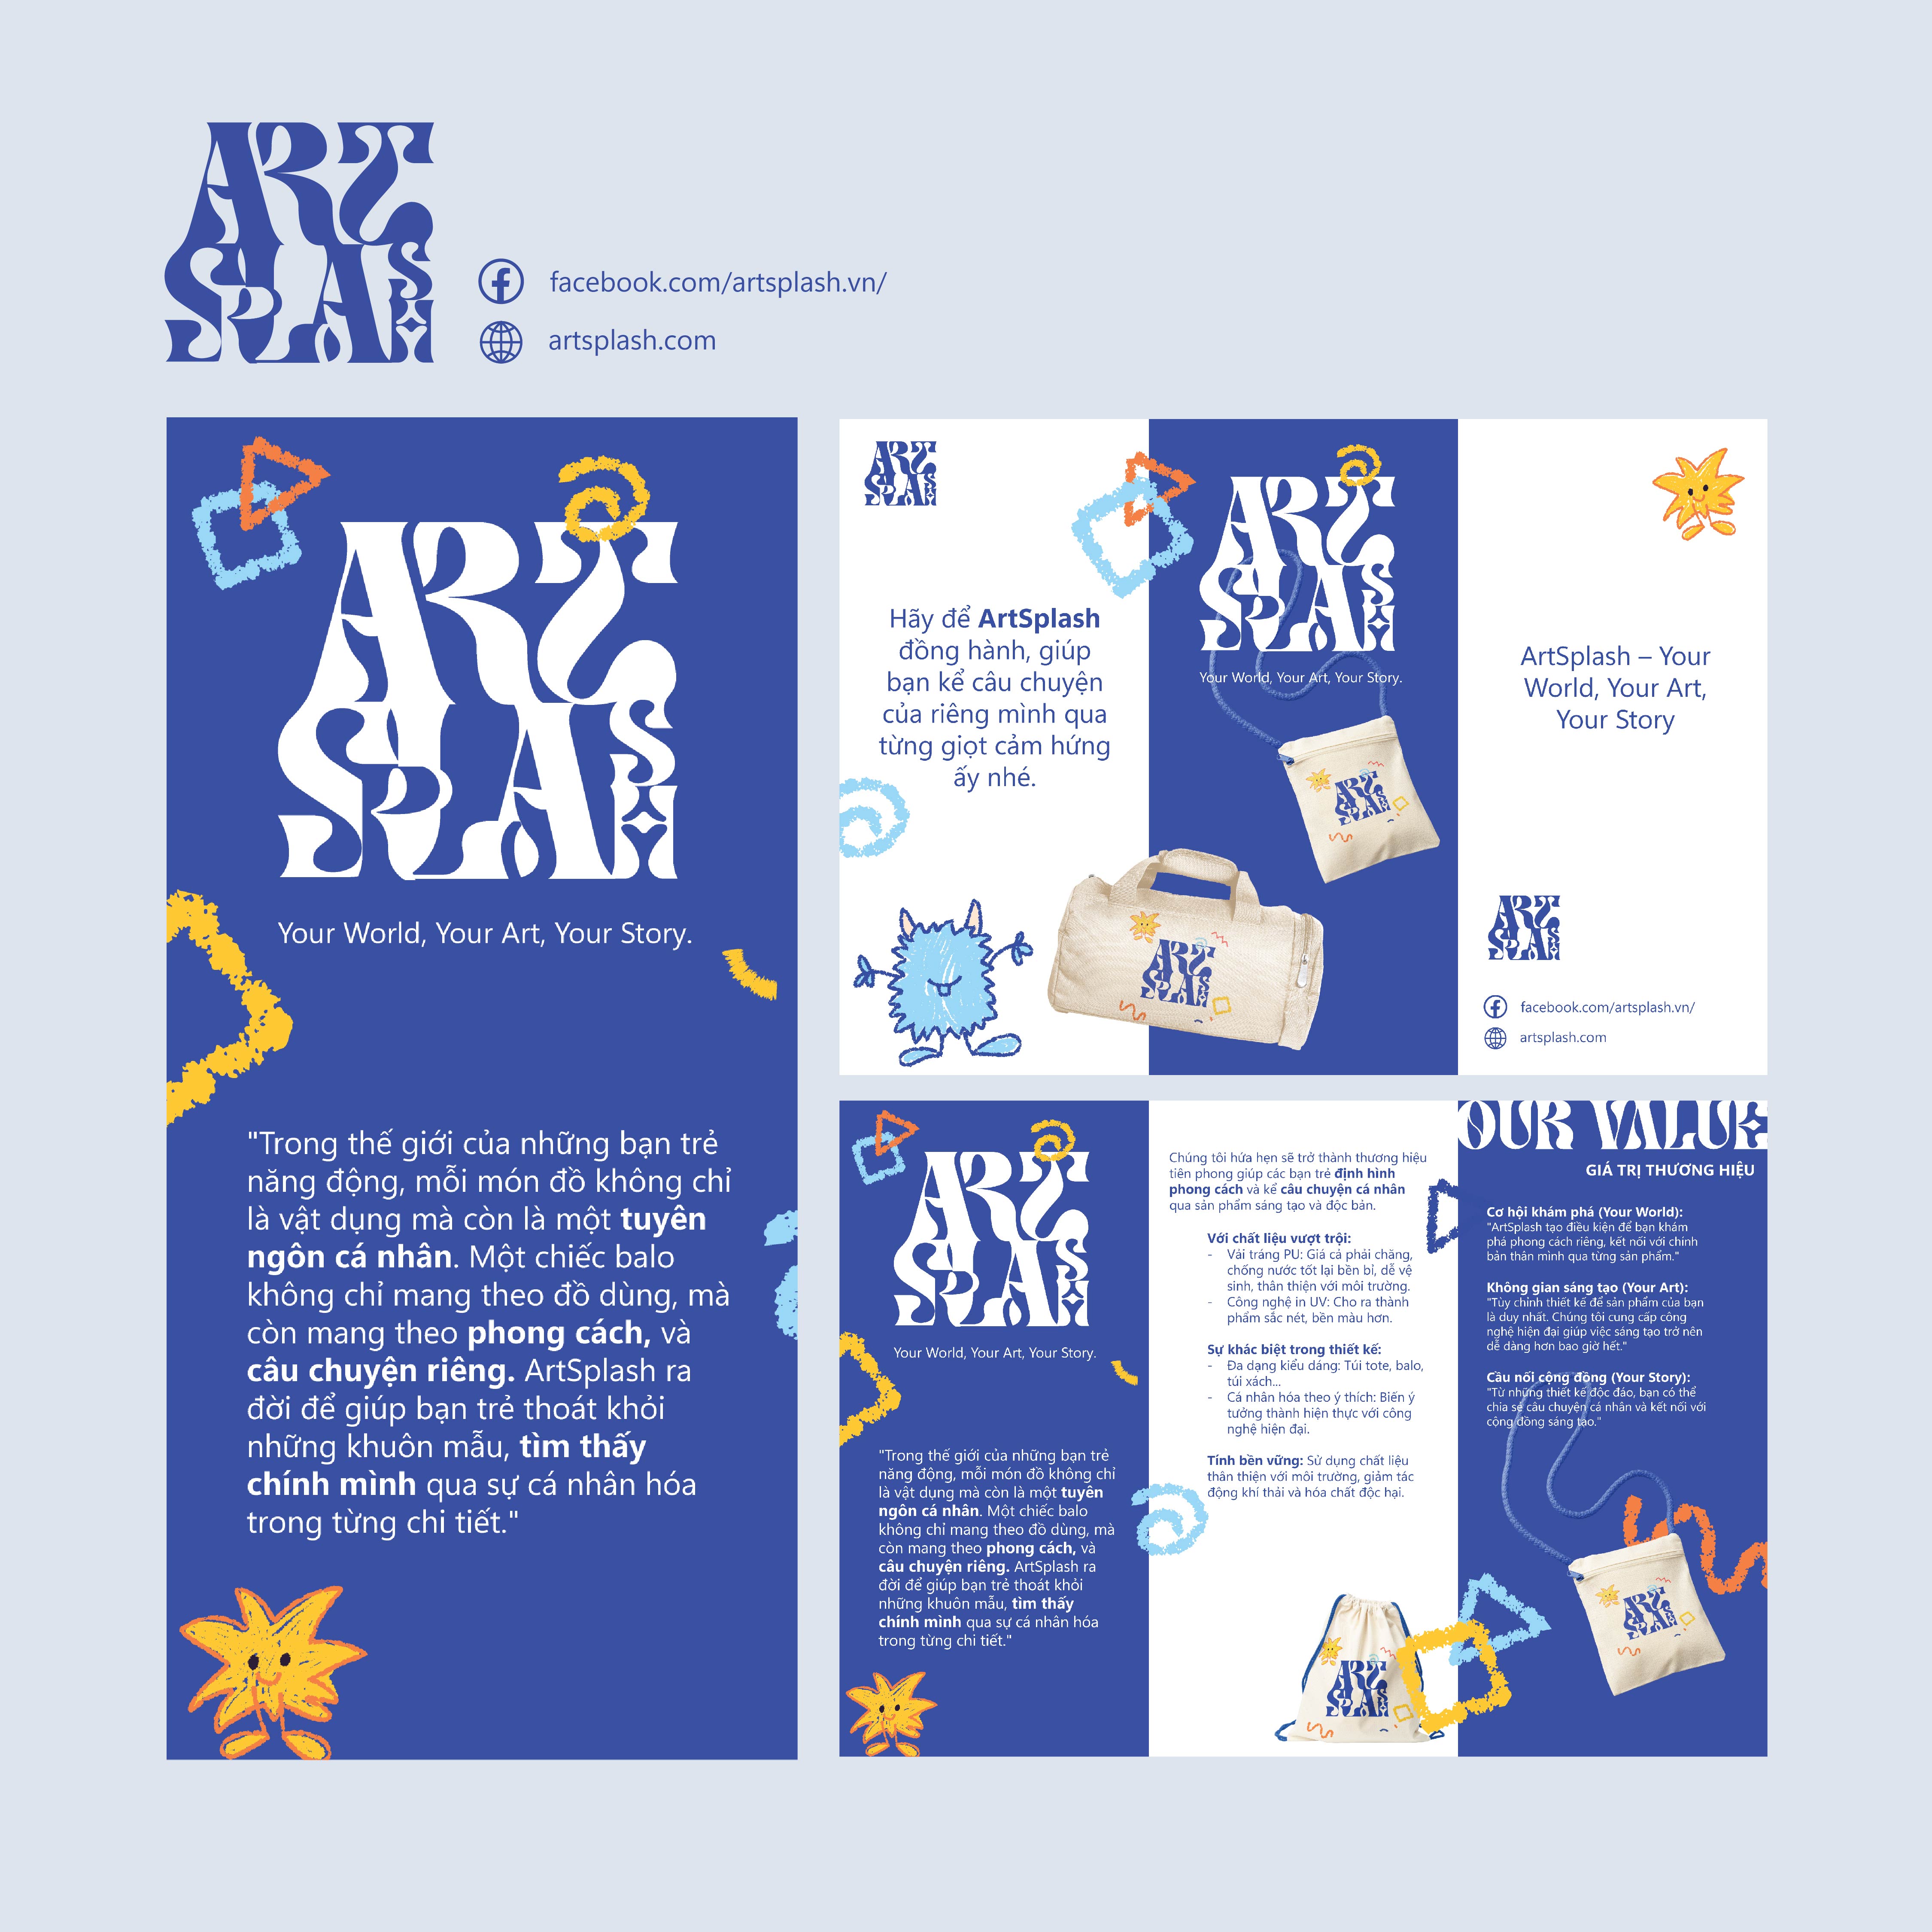 ART
SPLASH
facebook.com/artsplash.vn/
artsplash.com
ART
SPLASH
Your World, Your Art, Your Story.
"Trong thế giới của những bạn trẻ
năng động, mỗi món đồ không chỉ
là vật dụng mà còn là một tuyên
ngôn cá nhân. Một chiếc balo
không chỉ mang theo đồ dùng, mà
còn mang theo phong cách, và
câu chuyện riêng. ArtSplash ra
đời để giúp bạn trẻ thoát khỏi
những khuôn mẫu, tìm thấy
chính mình qua sự cá nhân hóa
trong từng chi tiết."
ART
SPLASH
Hãy để ArtSplash
đồng hành, giúp
bạn kể câu chuyện
của riêng mình qua
từng giọt cảm hứng
ấy nhé.
ART
SPLASH
Your World, Your Art, Your Story.
ART
SPLASH
ART
SPLASH
ArtSplash – Your
World, Your Art,
Your Story
ART
SPLASH
facebook.com/artsplash.vn/
artsplash.com
ART
SPLASH
Your World, Your Art, Your Story.
"Trong thế giới của những bạn trẻ
năng động, mỗi món đồ không chỉ
là vật dụng mà còn là một tuyên
ngôn cá nhân. Một chiếc balo
không chỉ mang theo đồ dùng, mà
còn mang theo phong cách, và
câu chuyện riêng. ArtSplash ra
đời để giúp bạn trẻ thoát khỏi
những khuôn mẫu, tìm thấy
chính mình qua sự cá nhân hóa
trong từng chi tiết."
Chúng tôi hứa hẹn sẽ trở thành thương hiệu
tiên phong giúp các bạn trẻ định hình
phong cách và kể câu chuyện cá nhân
qua sản phẩm sáng tạo và độc bản.
Với chất liệu vượt trội:
- Vải tráng PU: Giá cả phải chăng,
chống nước tốt lại bền bỉ, dễ vệ
sinh, thân thiện với môi trường.
- Công nghệ in UV: Cho ra thành
phẩm sắc nét, bền màu hơn.
Sự khác biệt trong thiết kế:
- Đa dạng kiểu dáng: Túi tote, balo,
túi xách...
- Cá nhân hóa theo ý thích: Biến ý
tưởng thành hiện thực với công
nghệ hiện đại.
Tính bền vững: Sử dụng chất liệu
thân thiện với môi trường, giảm tác
động khí thải và hóa chất độc hại.
ART
SPLASH
OUR VALUE
GIÁ TRỊ THƯƠNG HIỆU
Cơ hội khám phá (Your World):
"ArtSplash tạo điều kiện để bạn khám
phá phong cách riêng, kết nối với chính
bản thân mình qua từng sản phẩm."
Không gian sáng tạo (Your Art):
"Tùy chỉnh thiết kế để sản phẩm của bạn
là duy nhất. Chúng tôi cung cấp công
nghệ hiện đại giúp việc sáng tạo trở nên
dễ dàng hơn bao giờ hết."
Cầu nối cộng đồng (Your Story):
"Từ những thiết kế độc đáo, bạn có thể
chia sẻ câu chuyện cá nhân và kết nối với
cộng đồng sáng tạo."
ART
SPLASH